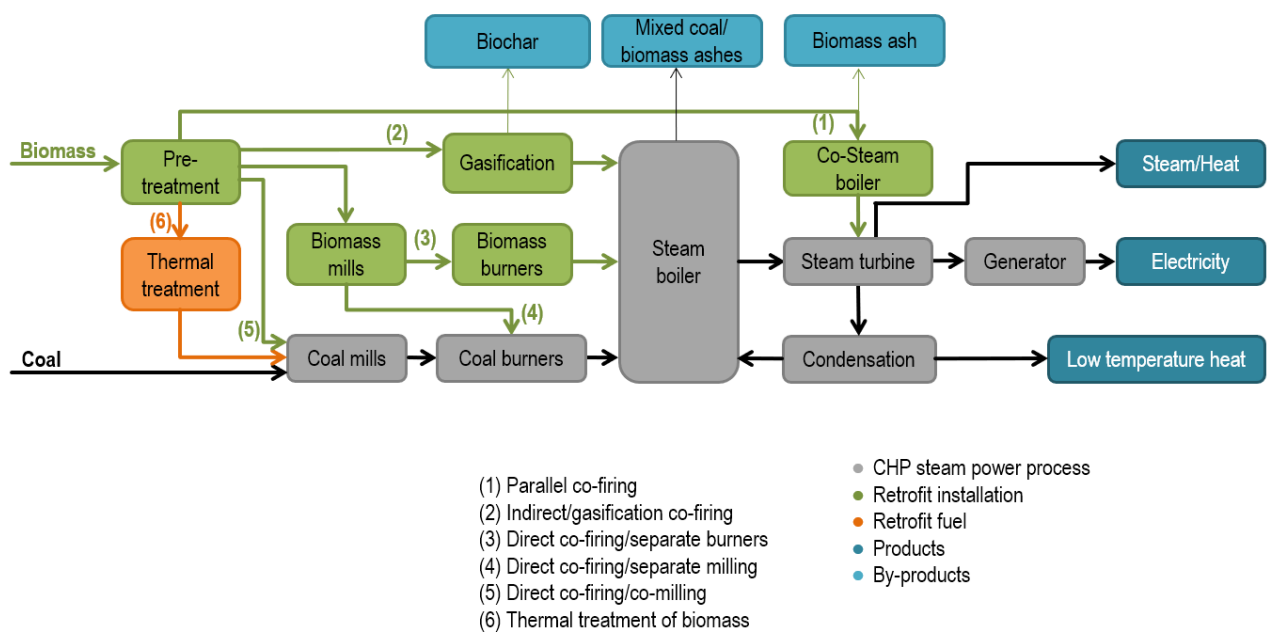 Biochar
Mixed coal/
biomass ashes
Biomass ash
(1)
(2)
Biomass
Pre-
treatment
Gasification
Co-Steam
boiler
Steam/Heat
(6)
Thermal
treatment
Biomass
mills
(3)
Biomass
burners
Steam
boiler
Steam turbine
Generator
Electricity
(5)
(4)
Coal
Coal mills
Coal burners
Condensation
Low temperature heat
(1) Parallel co-firing
(2) Indirect/gasification co-firing
(3) Direct co-firing/separate burners
(4) Direct co-firing/separate milling
(5) Direct co-firing/co-milling
(6) Thermal treatment of biomass
CHP steam power process
Retrofit installation
Retrofit fuel
Products
By-products